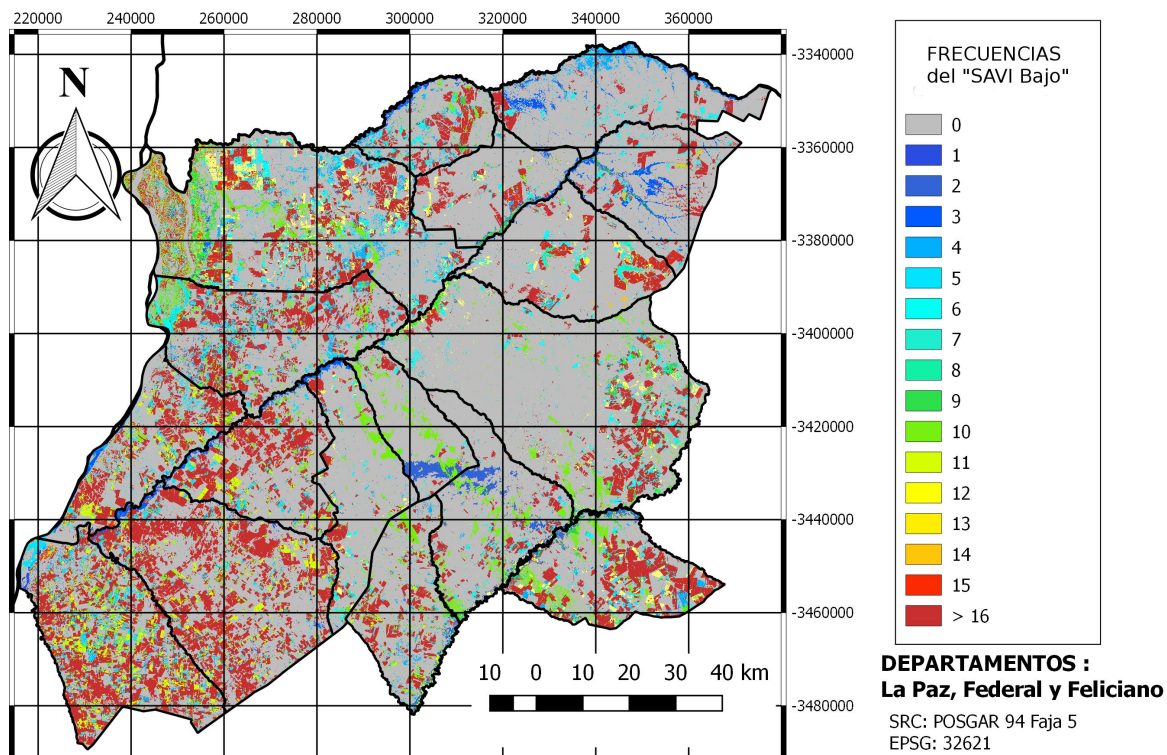 220000 240000 260000 280000 300000 320000 340000 360000
-3340000
-3360000
-3380000
-3400000
-3420000
-3440000
-3460000
-3480000
N
10 0 10 20 30 40 km
FRECUENCIAS
del "SAVI Bajo"
0
1
2
3
4
5
6
7
8
9
10
11
12
13
14
15
> 16
DEPARTAMENTOS :
La Paz, Federal y Feliciano
SRC: POSGAR 94 Faja 5
EPSG: 32621